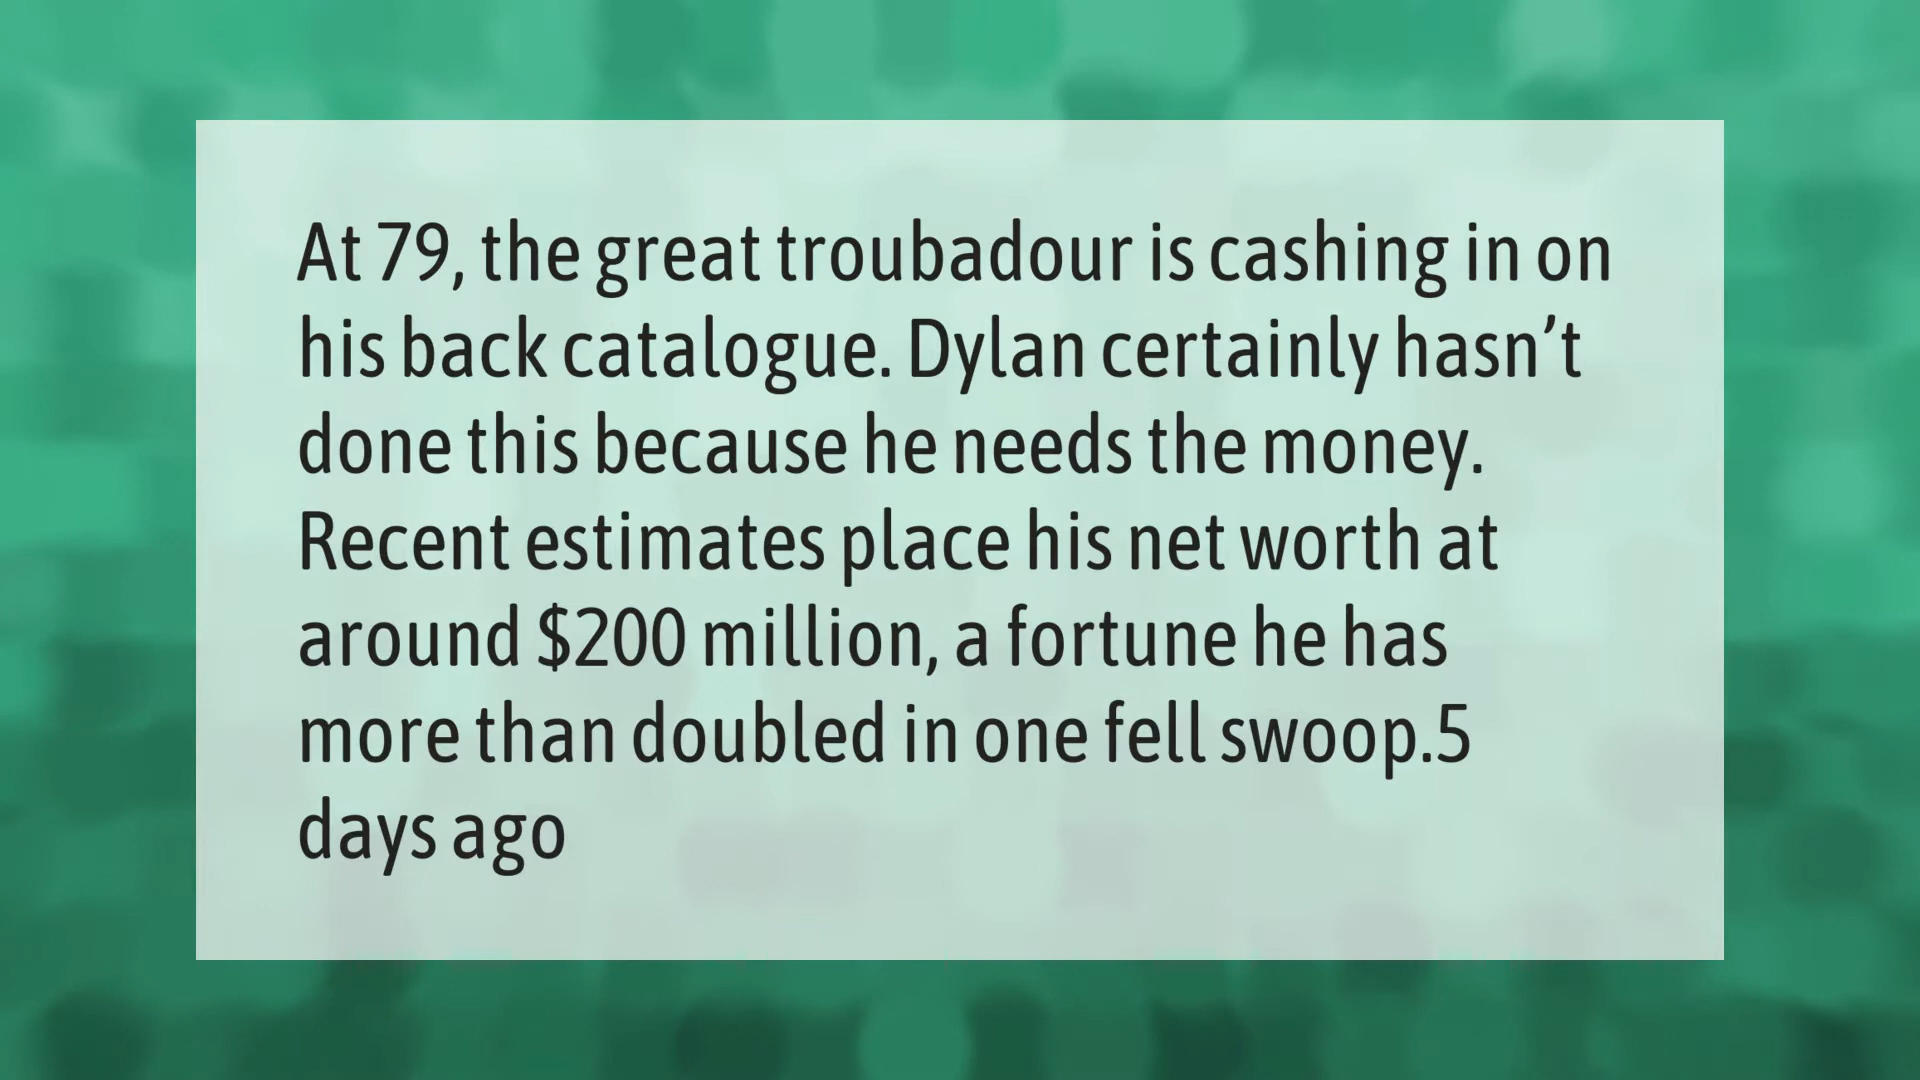 At 79, the great troubadour is cashing in on
his back catalogue. Dylan certainly hasn’t
done this because he needs the money.
Recent estimates place his net worth at
around $200 million, a fortune he has
more than doubled in one fell swoop.5
days ago